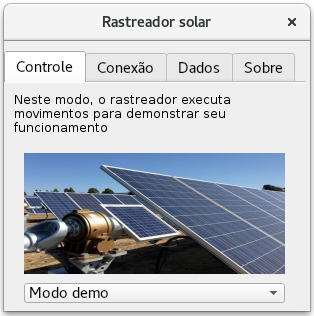 Rastreador solar ×
Controle Conexão Dados Sobre
Neste modo, o rastreador executa
movimentos para demonstrar seu
funcionamento
Modo demo